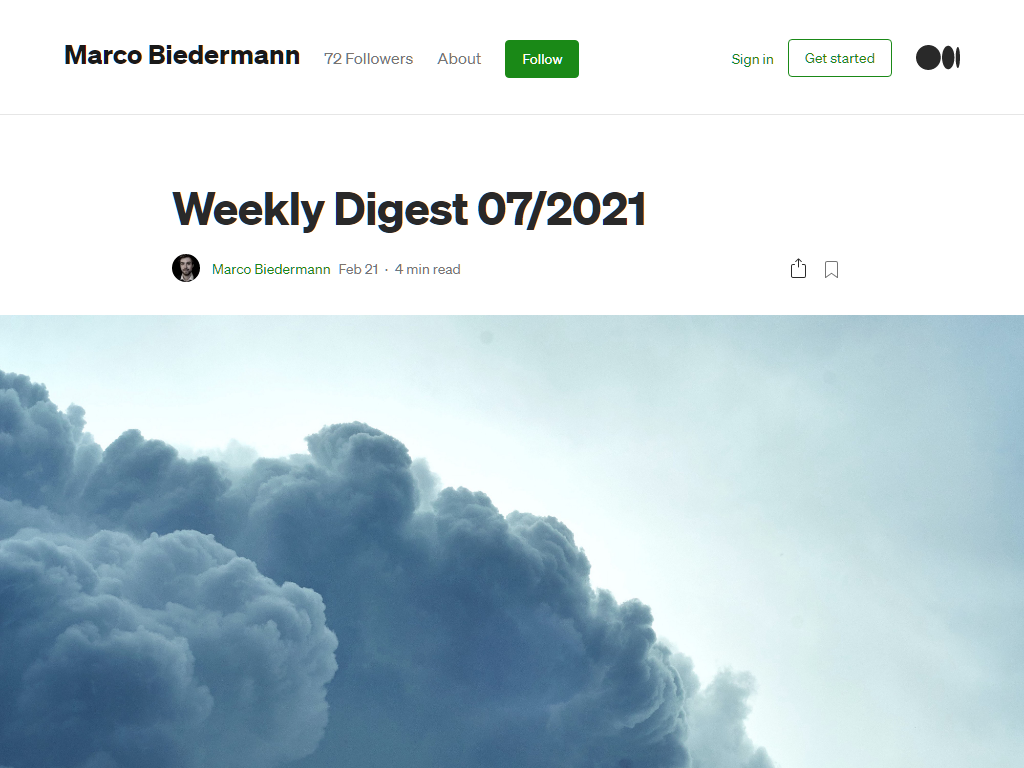 Marco Biedermann 72 Followers About Follow Sign in Get started
Weekly Digest 07/2021
Marco Biedermann Feb 21 · 4 min read